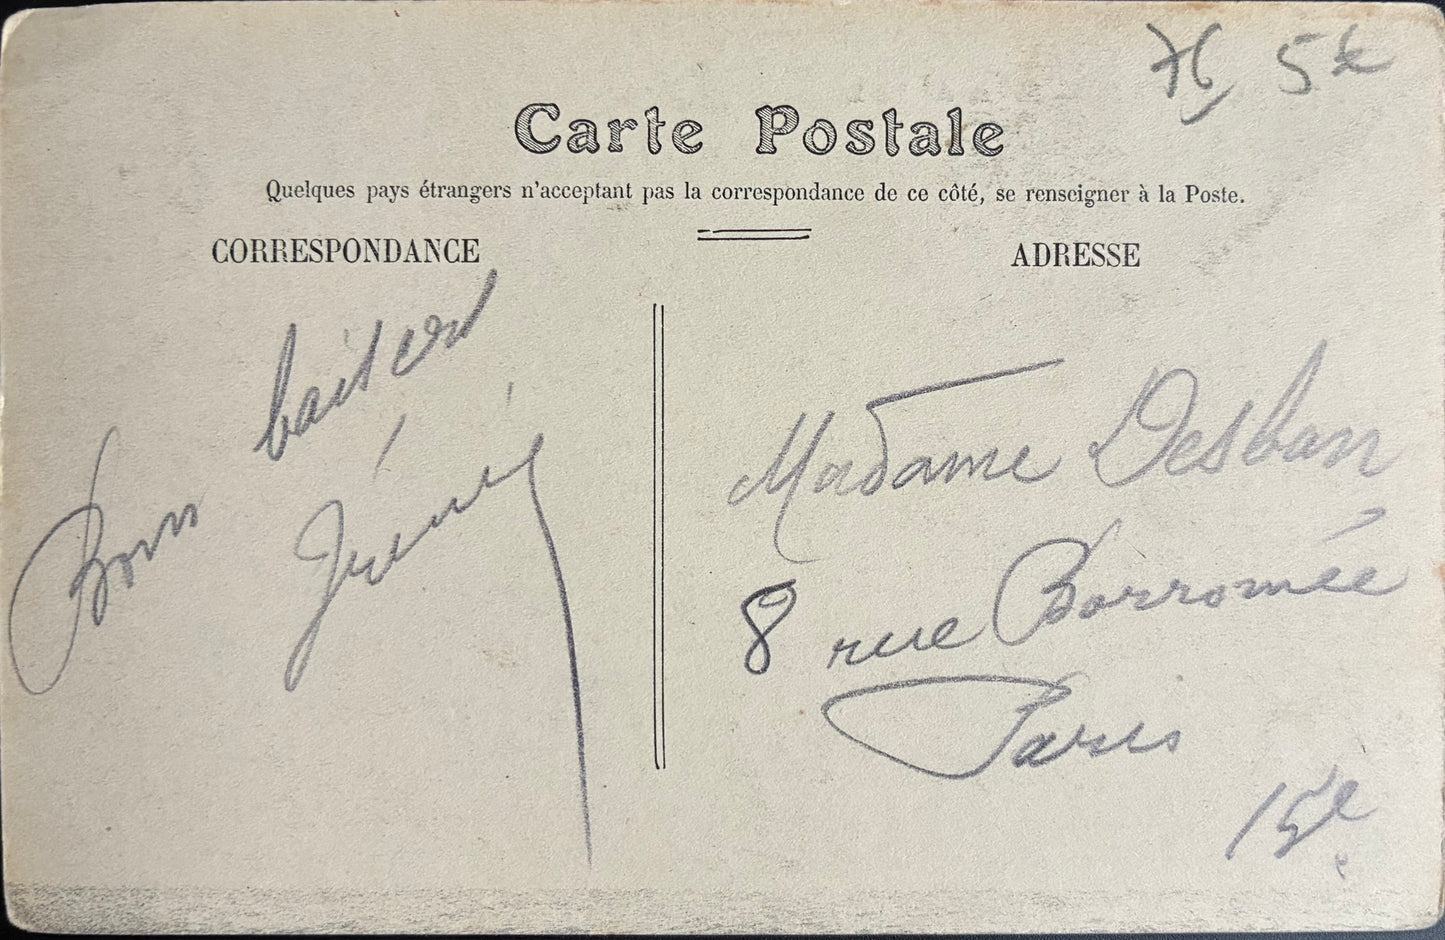 76 5
Carte Postale
Quelques pays étrangers n'acceptant pas la correspondance de ce côté, se renseigner à la Poste.
CORRESPONDANCE
Bons
ADRESSE
Madame Desban
8 rue Borromée
Paris
15e